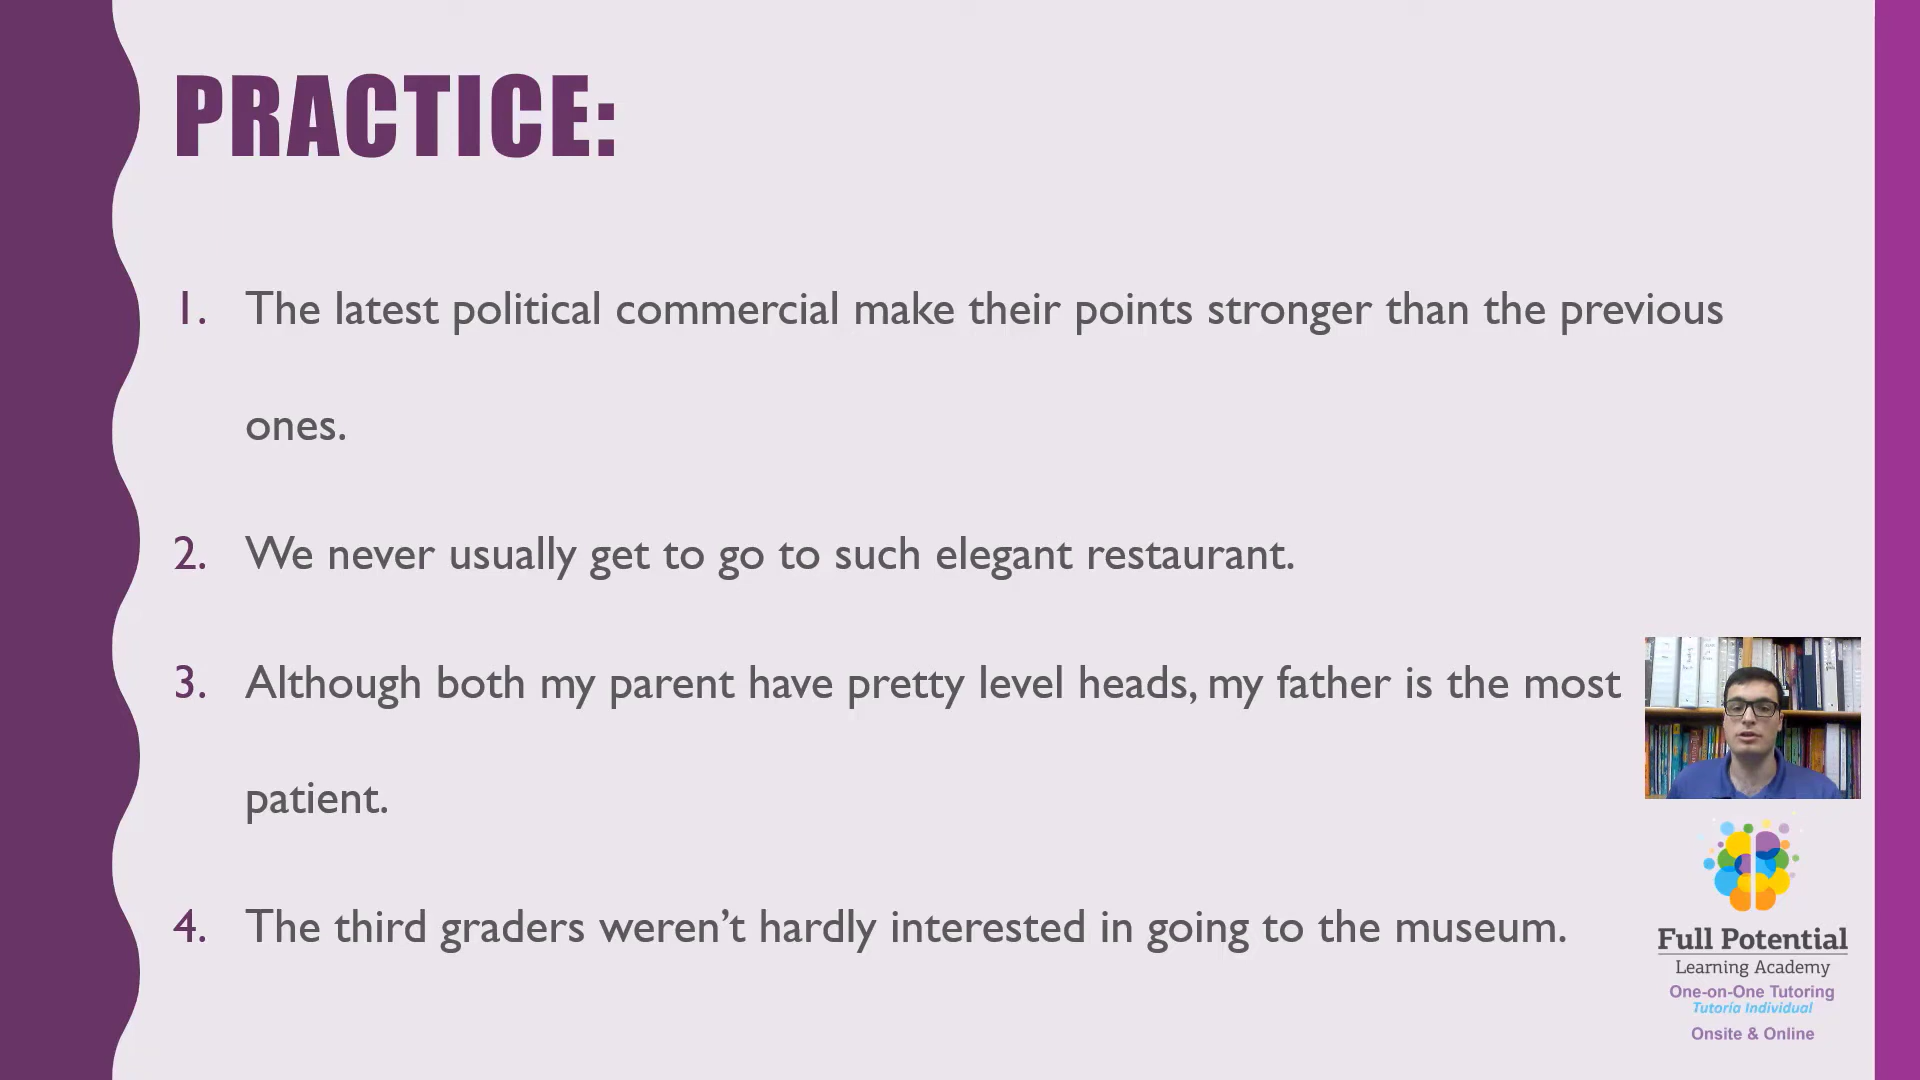 PRACTICE:
1. The latest political commercial make their points stronger than the previous
ones.
2. We never usually get to go to such elegant restaurant.
3. Although both my parent have pretty level heads, my father is the most
patient.
4. The third graders weren’t hardly interested in going to the museum.
Full Potential
Learning Academy
One-on-One Tutoring
Tutoría Individual
Onsite & Online